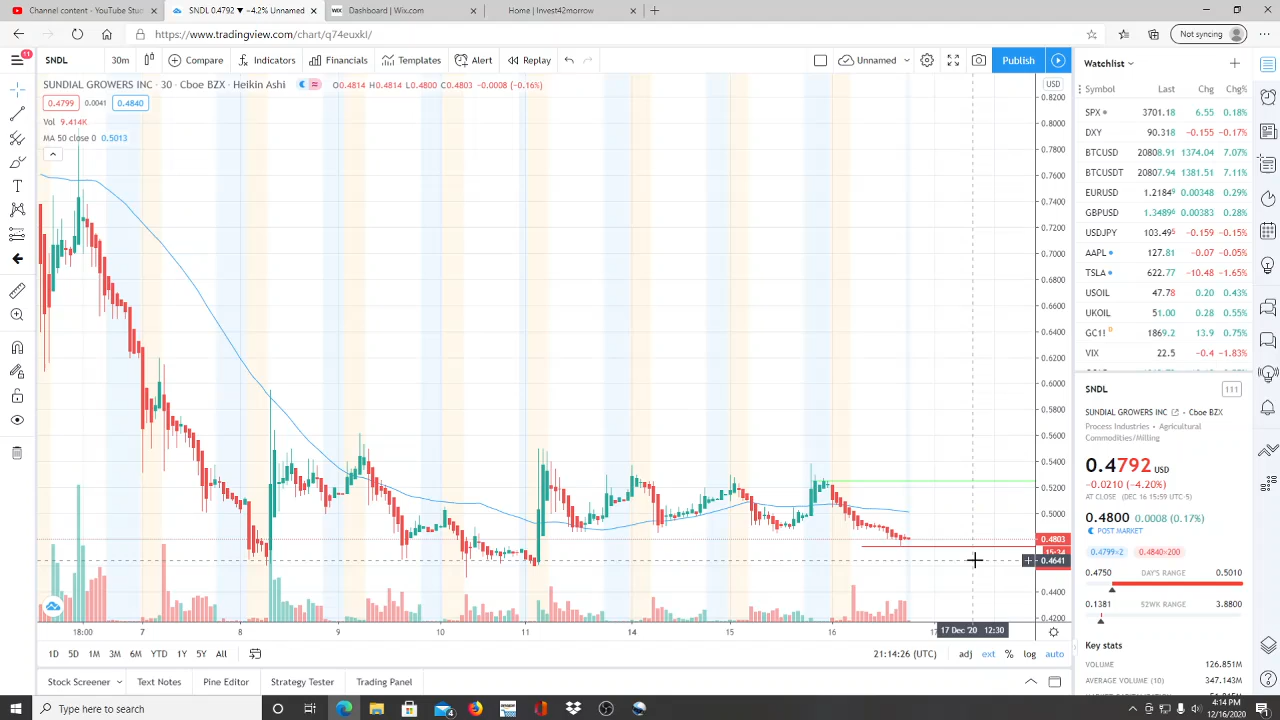 Channel content - YouTube Studio
SNDL 0.4792 ▼ −4.2% Unnamed
WIX Dashboard | Wix.com
Home | Invest42morrow
https://www.tradingview.com/chart/q74euxkl/
Not syncing
11
SNDL 30m Compare Indicators Financials Templates Alert Replay Unnamed Publish
SUNDIAL GROWERS INC · 30 · Cboe BZX · Heikin Ashi O0.4814 H0.4814 L0.4800 C0.4803 −0.0008 (−0.16%)
0.4799 0.0041 0.4840
Vol 9.414K
MA 50 close 0 0.5013
USD
0.8200
0.8000
0.7800
0.7600
0.7400
0.7200
0.7000
0.6800
0.6600
0.6400
0.6200
0.6000
0.5800
0.5600
0.5400
0.5200
0.5000
0.4803
15:34
0.4641
0.4400
0.4200
18:00 7 8 9 10 11 14 15 16 17 Dec '20 12:30
1D 5D 1M 3M 6M YTD 1Y 5Y All
21:14:26 (UTC) adj ext % log auto
Stock Screener Text Notes Pine Editor Strategy Tester Trading Panel
Watchlist
Symbol Last Chg Chg%
SPX 3701.18 6.55 0.18%
DXY 90.318 −0.155 −0.17%
BTCUSD 20808.91 1374.04 7.07%
BTCUSDT 20807.94 1381.51 7.11%
EURUSD 1.21849 0.00348 0.29%
GBPUSD 1.34896 0.00383 0.28%
USDJPY 103.495 −0.159 −0.15%
AAPL 127.81 −0.07 −0.05%
TSLA 622.77 −10.48 −1.65%
USOIL 47.78 0.20 0.43%
UKOIL 51.00 0.28 0.55%
GC1! D 1869.2 13.9 0.75%
VIX 22.5 −0.4 −1.83%
SNDL 111
SUNDIAL GROWERS INC · Cboe BZX
Process Industries • Agricultural
Commodities/Milling
0.4792 USD
−0.0210 (−4.20%)
AT CLOSE (DEC 16 15:59 UTC-5)
0.4800 0.0008 (0.17%)
POST MARKET
0.4799×2 0.4840×200
0.4750 DAY'S RANGE 0.5010
0.1381 52WK RANGE 3.8800
Key stats
VOLUME 126.851M
AVERAGE VOLUME (10) 347.143M
Type here to search
4
4:14 PM
12/16/2020